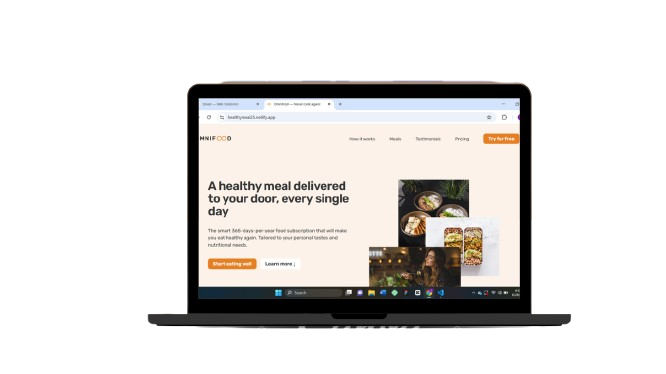 Omnifood — Never cook again!
healthymeal25.netlify.app
MNIFOOD
How it works Meals Testimonials Pricing Try for free
A healthy meal delivered
to your door, every single
day
The smart 365-days-per-year food subscription that will make
you eat healthy again. Tailored to your personal tastes and
nutritional needs.
Start eating well Learn more ↓
Search